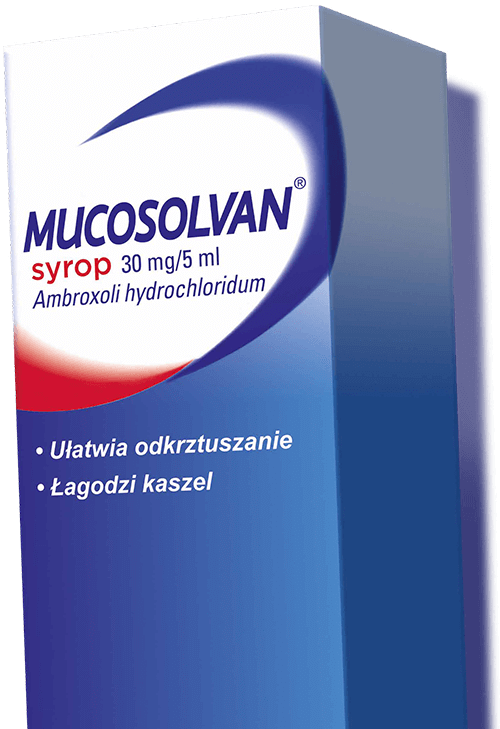 MUCOSOLVAN®
syrop 30 mg/5 ml
Ambroxoli hydrochloridum
• Ułatwia odkrztuszanie
• Łagodzi kaszel